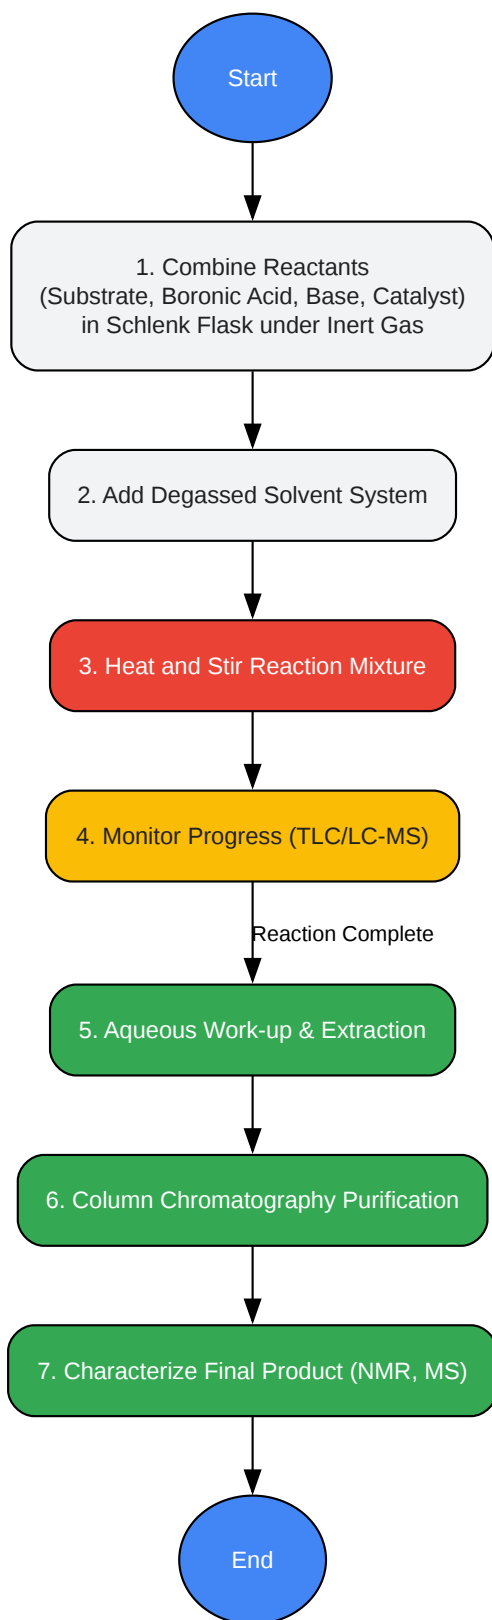 Start
1. Combine Reactants
(Substrate, Boronic Acid, Base, Catalyst)
in Schlenk Flask under Inert Gas
2. Add Degassed Solvent System
3. Heat and Stir Reaction Mixture
4. Monitor Progress (TLC/LC-MS)
Reaction Complete
5. Aqueous Work-up & Extraction
6. Column Chromatography Purification
7. Characterize Final Product (NMR, MS)
End